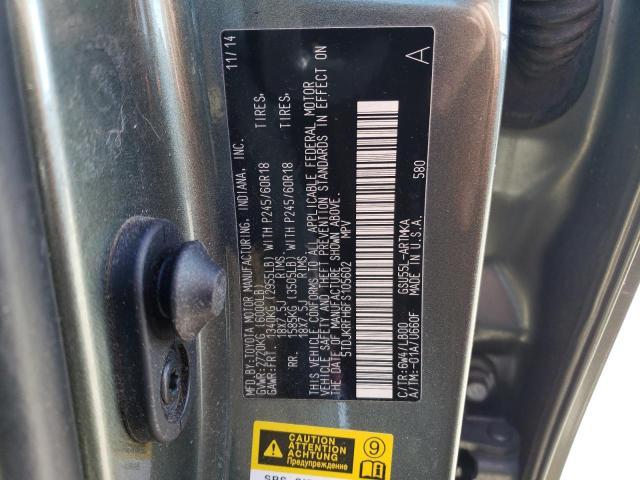 MFD.BY:TOYOTA MOTOR MANUFACTURING, INDIANA, INC. 11/14
GVWR:2720KG(6000LB)
GAWR:FRT. 1340KG(2955LB) WITH P245/60R18 TIRES,
18X7.5J RIMS
RR. 1585KG(3505LB) WITH P245/60R18 TIRES,
18X7.5J RIMS
THIS VEHICLE CONFORMS TO ALL APPLICABLE FEDERAL MOTOR
VEHICLE SAFETY AND THEFT PREVENTION STANDARDS IN EFFECT ON
THE DATE OF MANUFACTURE SHOWN ABOVE.
5TDJKRFH6FS105602 MPV
A
580
C/TR:6W4/LB00 GSU55L-ARTMKA
A/TM:-01A/U660F MADE IN U.S.A.
CAUTION
ATTENTION
ACHTUNG
Предупреждение
9